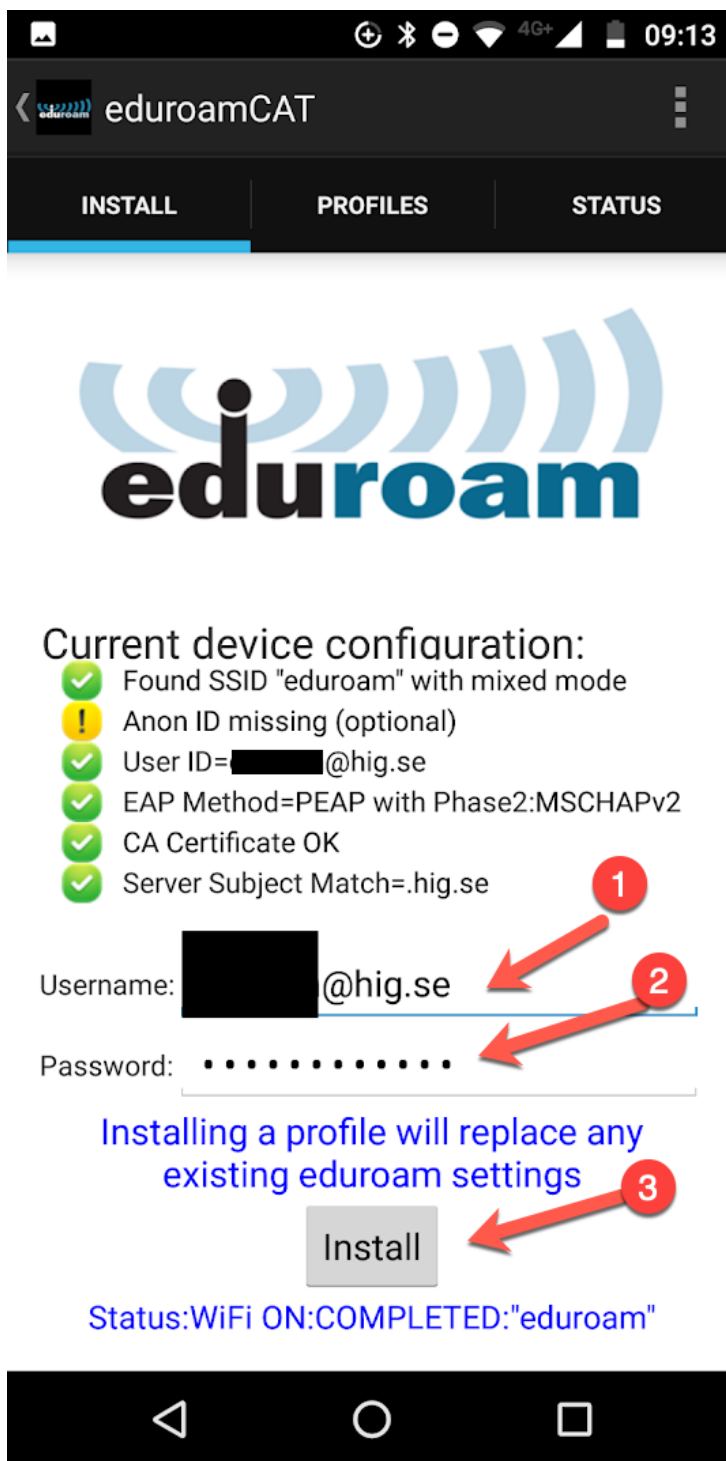 4G+ 09:13
eduroam eduroamCAT
INSTALL PROFILES STATUS
eduroam
Current device configuration:
Found SSID "eduroam" with mixed mode
! Anon ID missing (optional)
User ID= @hig.se
EAP Method=PEAP with Phase2:MSCHAPv2
CA Certificate OK
Server Subject Match=.hig.se
1
Username: @hig.se
2
Password: ............
Installing a profile will replace any
existing eduroam settings
3
Install
Status:WiFi ON:COMPLETED:"eduroam"